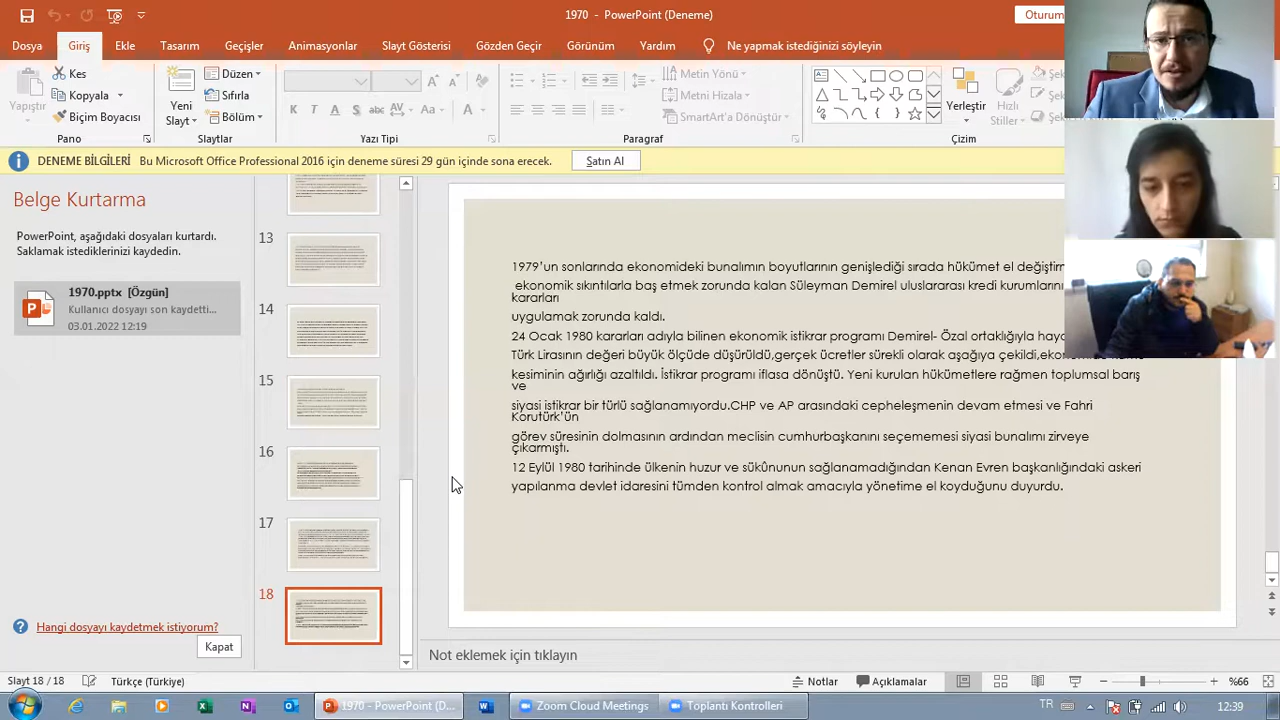 1970 - PowerPoint (Deneme)
Oturum
Dosya Giriş Ekle Tasarım Geçişler Animasyonlar Slayt Gösterisi Gözden Geçir Görünüm Yardım Ne yapmak istediğinizi söyleyin
Yapıştır
Kes
Kopyala
Biçim Boyacısı
Pano
Yeni
Slayt
Düzen
Sıfırla
Bölüm
Slaytlar
K T A S abc AV Aa A
Yazı Tipi
Metin Yönü
Metni Hizala
SmartArt'a Dönüştür
Paragraf
Yerleştir
Hızlı
Stiller
Çizim
DENEME BİLGİLERİ Bu Microsoft Office Professional 2016 için deneme süresi 29 gün içinde sona erecek. Satın Al
Belge Kurtarma
PowerPoint, aşağıdaki dosyaları kurtardı.
Saklamak istediklerinizi kaydedin.
1970.pptx [Özgün]
Kullanıcı dosyayı son kaydetti...
03.01.2022 12:19
Hangi dosyayı kaydetmek istiyorum?
Kapat
13
14
15
16
17
18
1979'un sonlarında ekonomideki bunalımın boyutlarının genişlediği sırada hükümet el değiştirm
ekonomik sıkıntılarla baş etmek zorunda kalan Süleyman Demirel uluslararası kredi kurumlarını
kararları
uygulamak zorunda kaldı.
24 Ocak 1980 kararları adıyla bilinen ekonomik istikrar programı Demirel- Özal ortaklığıyla haya
Türk Lirasının değeri büyük ölçüde düşürüldü,gerçek ücretler sürekli olarak aşağıya çekildi,
kesiminin ağırlığı azaltıldı. İstikrar programı iflasa dönüştü. Yeni kurulan hükümetlere rağmen toplumsal barış
ve
siyasi istikrar bir türlü sağlanamıyordu.CHP ve AP arasındaki cepheleşmenin devam etmesi ve Fahri
Korutürk'ün
görev süresinin dolmasının ardından meclisin cumhurbaşkanını seçememesi siyasi bunalımı zirveye
çıkarmıştı.
12 Eylül 1980 tarihinde ülkenin huzur ve sükûnunun sağlanamadığından Kenan Evren başkanlığındaki askeri
yapılanma devlet idaresini tümden kontrol almak amacıyla yönetime el koyduğunu duyurdu.
Not eklemek için tıklayın
Slayt 18 / 18 Türkçe (Türkiye) Notlar Açıklamalar %66
1970 - PowerPoint (D... Zoom Cloud Meetings Toplantı Kontrolleri TR 12:39